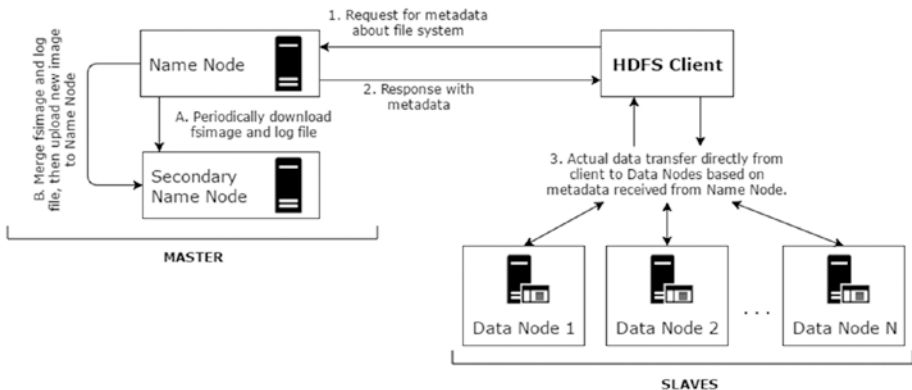 1. Request for metadata
about file system
Name Node
HDFS Client
2. Response with
metadata
B. Merge fsimage and log
file, then upload new image
to Name Node
A. Periodically download
fsimage and log file
Secondary
Name Node
3. Actual data transfer directly from
client to Data Nodes based on
metadata received from Name Node.
MASTER
Data Node 1
Data Node 2
. . .
Data Node N
SLAVES